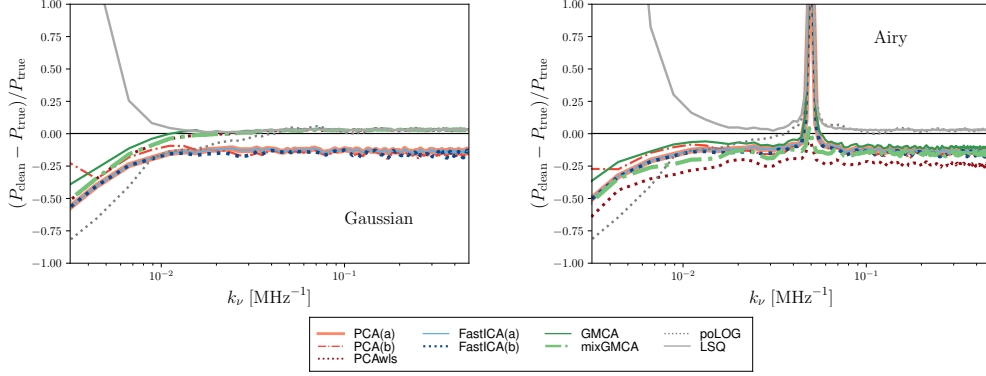 1.00
0.75
0.50
0.25
0.00
−0.25
−0.50
−0.75
−1.00
(P_clean − P_true)/P_true
Gaussian
10^−2
10^−1
k_ν [MHz^−1]
1.00
0.75
0.50
0.25
0.00
−0.25
−0.50
−0.75
−1.00
(P_clean − P_true)/P_true
Airy
10^−2
10^−1
k_ν [MHz^−1]
PCA(a)
PCA(b)
PCAwls
FastICA(a)
FastICA(b)
GMCA
mixGMCA
poLOG
LSQ